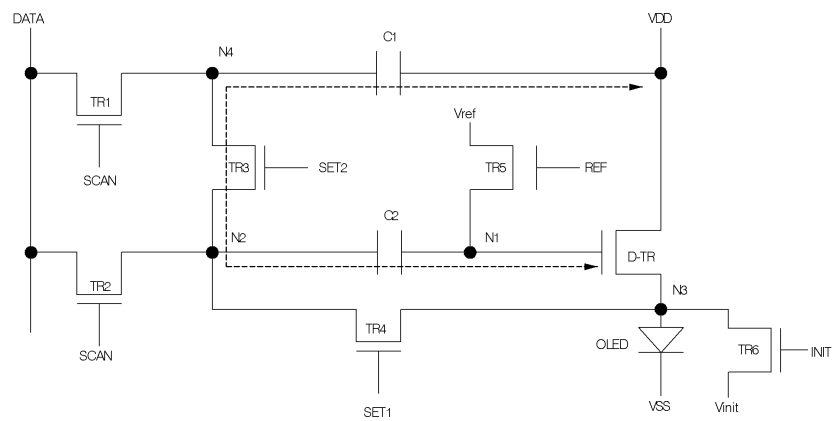 DATA
VDD
C1
N4
TR1
Vref
TR3
SET2
TR5
REF
SCAN
C2
N2
N1
D-TR
TR2
N3
TR4
OLED
TR6
INIT
SCAN
SET1
VSS
Vinit